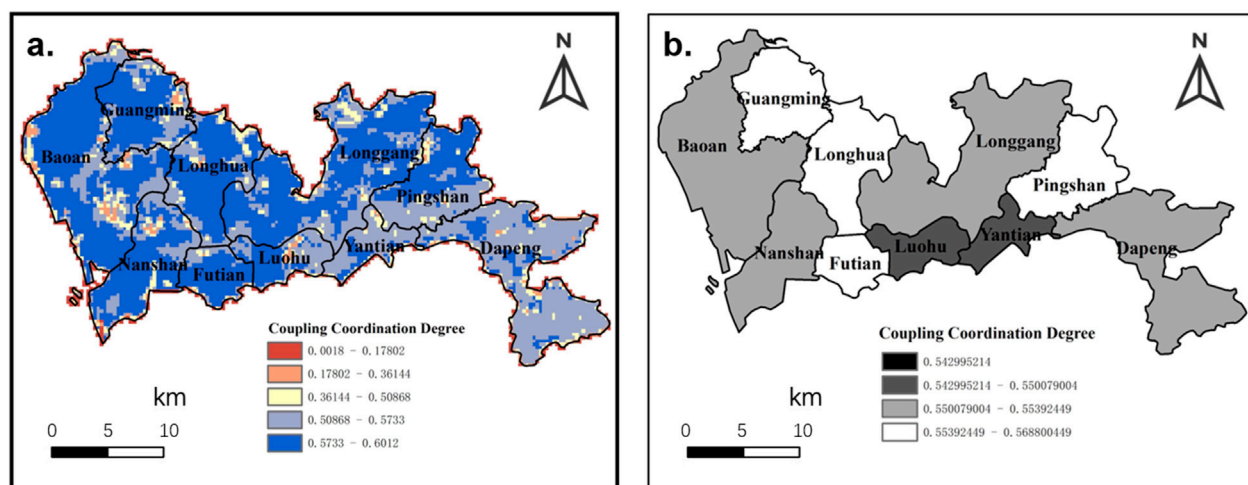 a.
N
Guangming
Baoan
Longhua
Longgang
Pingshan
Nanshan
Futian
Luohu
Yantian
Dapeng
Coupling Coordination Degree
0.0018 - 0.17802
0.17802 - 0.36144
0.36144 - 0.50868
0.50868 - 0.5733
0.5733 - 0.6012
km
0 5 10
b.
N
Guangming
Baoan
Longhua
Longgang
Pingshan
Nanshan
Futian
Luohu
Yantian
Dapeng
Coupling Coordination Degree
0.542995214
0.542995214 - 0.550079004
0.550079004 - 0.55392449
0.55392449 - 0.568800449
km
0 5 10